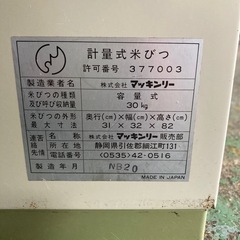 計量式米びつ
許可番号 377003
製造業者名 株式会社 マッキンリー
米びつの種類及び呼び収納量 容量式 30kg
米びつの外形最大寸法 奥行(cm)×幅(cm)×高さ(cm) 31×32×82
連絡先 業者名 株式会社 マッキンリー販売部
住所 静岡県引佐郡細江町131
電話番号 (0535)42-0516
製造年月 NB20
MADE IN JAPAN